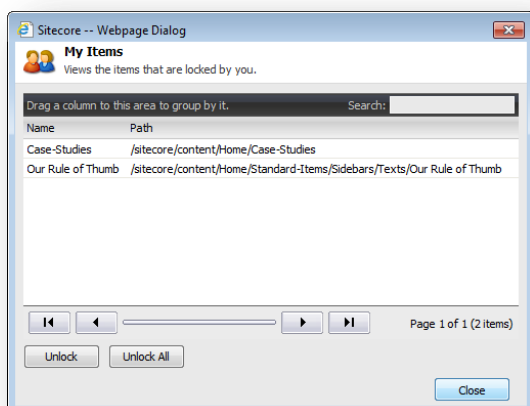 Sitecore -- Webpage Dialog
My Items
Views the items that are locked by you.
Drag a column to this area to group by it. Search:
Name Path
Case-Studies /sitecore/content/Home/Case-Studies
Our Rule of Thumb /sitecore/content/Home/Standard-Items/Sidebars/Texts/Our Rule of Thumb
Page 1 of 1 (2 items)
Unlock Unlock All
Close